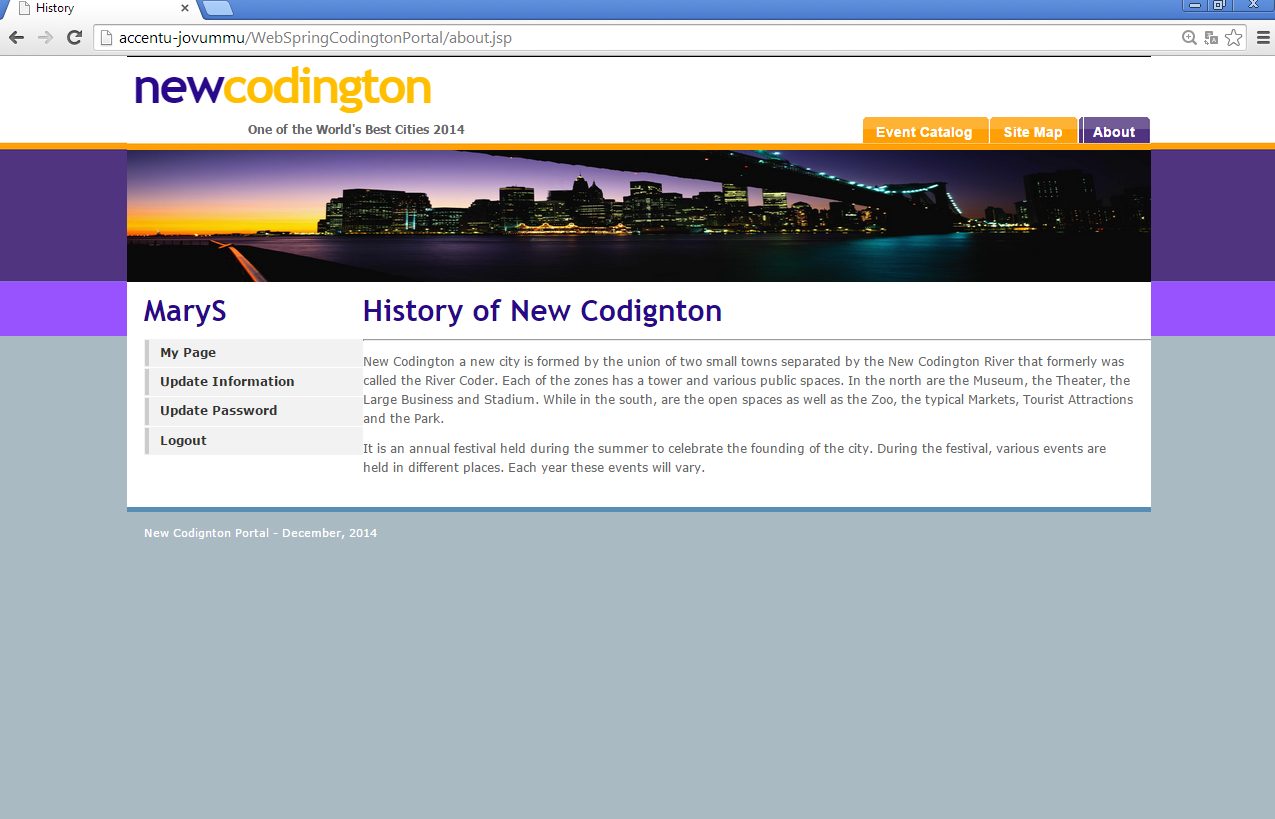 History
accentu-jovummu/WebSpringCodingtonPortal/about.jsp
newcodington
One of the World's Best Cities 2014
Event Catalog
Site Map
About
MaryS
My Page
Update Information
Update Password
Logout
History of New Codignton
New Codington a new city is formed by the union of two small towns separated by the New Codington River that formerly was
called the River Coder. Each of the zones has a tower and various public spaces. In the north are the Museum, the Theater, the
Large Business and Stadium. While in the south, are the open spaces as well as the Zoo, the typical Markets, Tourist Attractions
and the Park.
It is an annual festival held during the summer to celebrate the founding of the city. During the festival, various events are
held in different places. Each year these events will vary.
New Codignton Portal - December, 2014